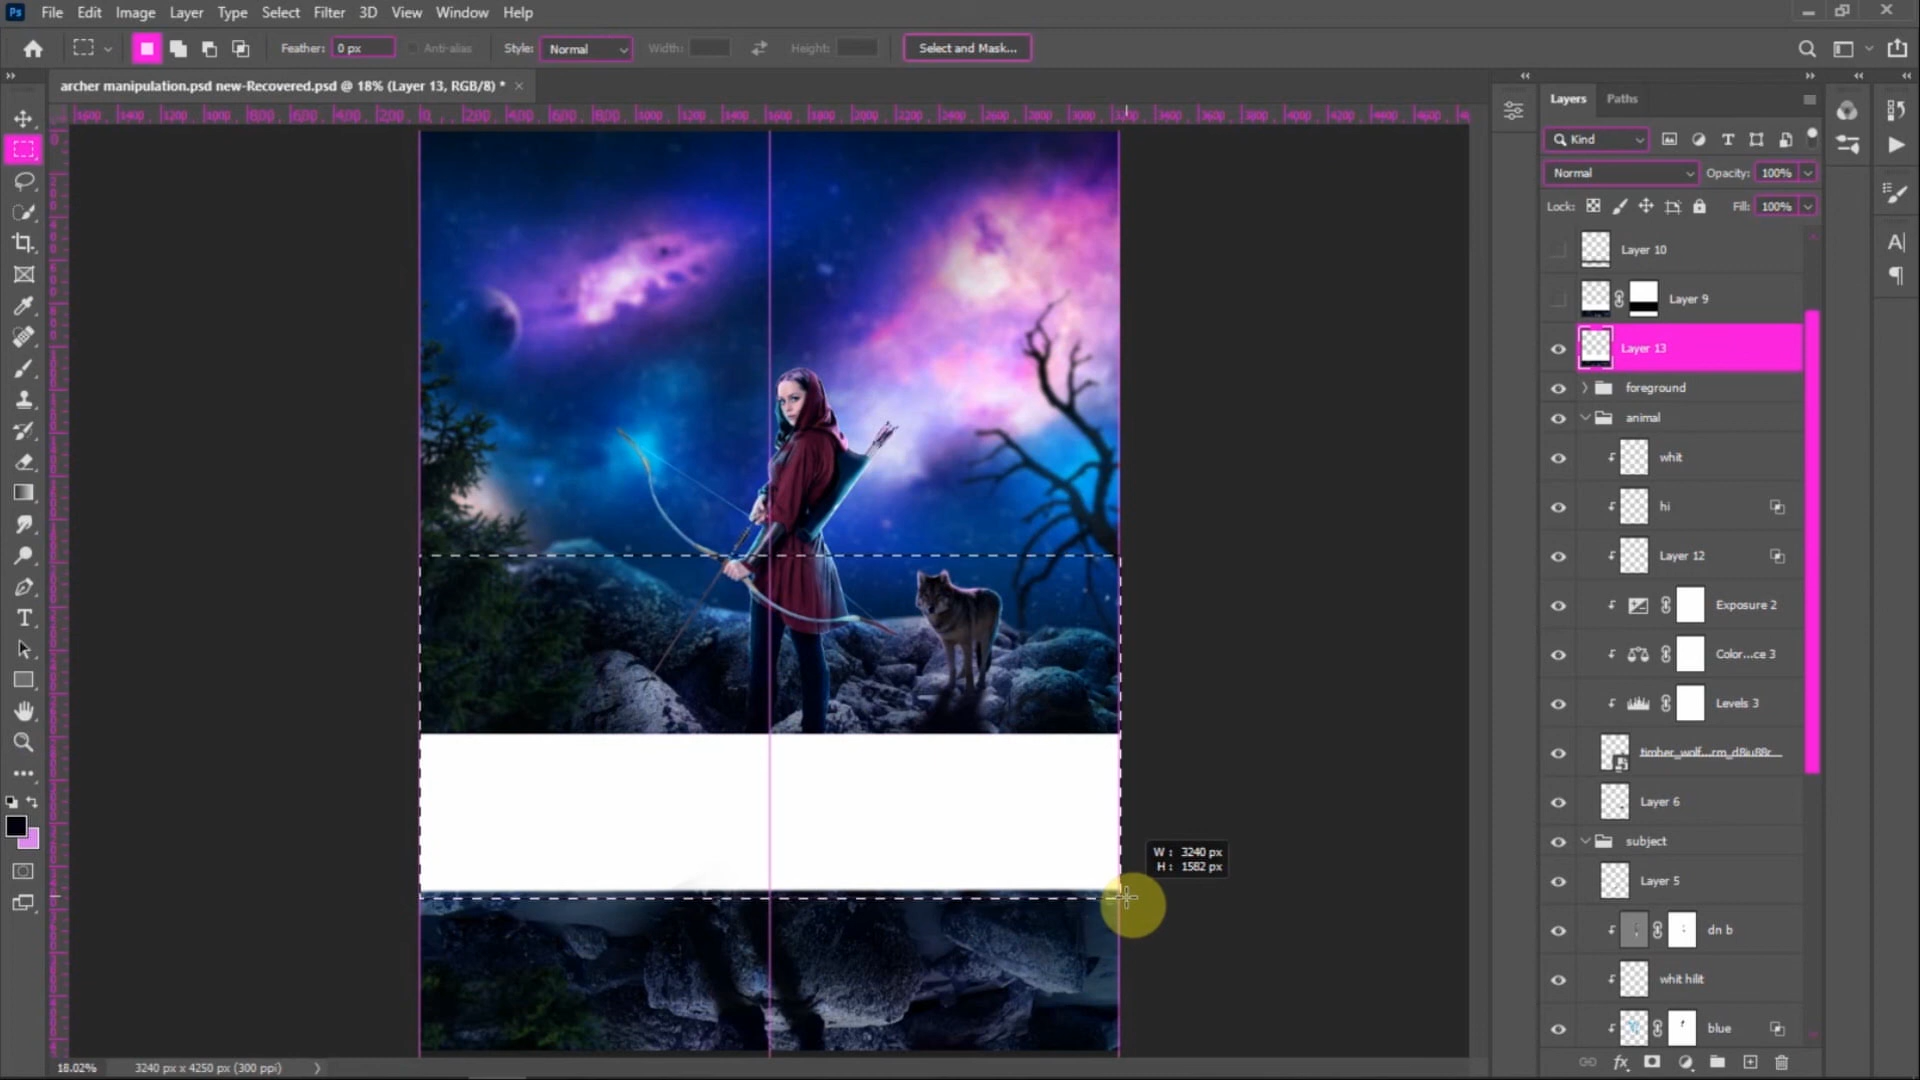 Ps File Edit Image Layer Type Select Filter 3D View Window Help
Feather: 0 px Anti-alias Style: Normal Width: Height: Select and Mask...
archer manipulation.psd new-Recovered.psd @ 18% (Layer 13, RGB/8) * ×
Layers Paths
Kind
Normal Opacity: 100%
Lock: Fill: 100%
Layer 10
Layer 9
Layer 13
foreground
animal
whit
hi
Layer 12
Exposure 2
Color...ce 3
Levels 3
Layer 6
subject
Layer 5
dn b
whit hilit
blue
W : 3240 px
H : 1582 px
18.02% 3240 px x 4250 px (300 ppi)